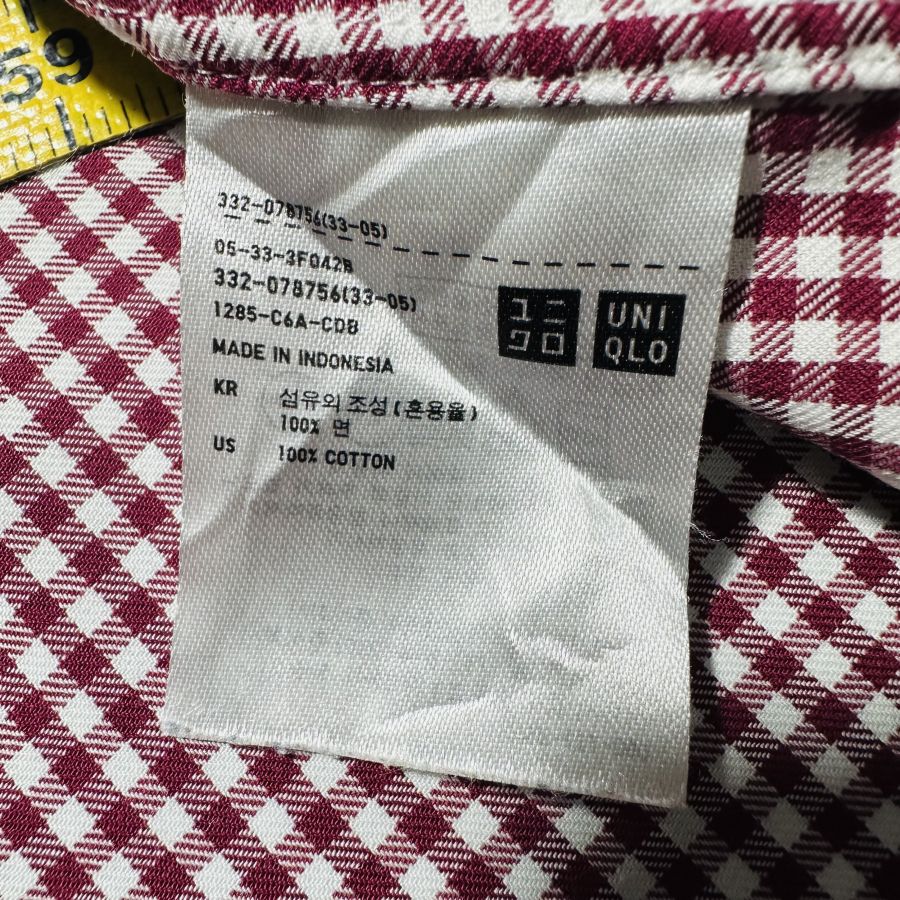 59
332-078756(33-05)
05-33-3F042B
332-078756(33-05)
1285-C6A-CDB
MADE IN INDONESIA
KR 섬유의 조성(혼용율)
100% 면
US 100% COTTON
ユニ
クロ
UNI
QLO